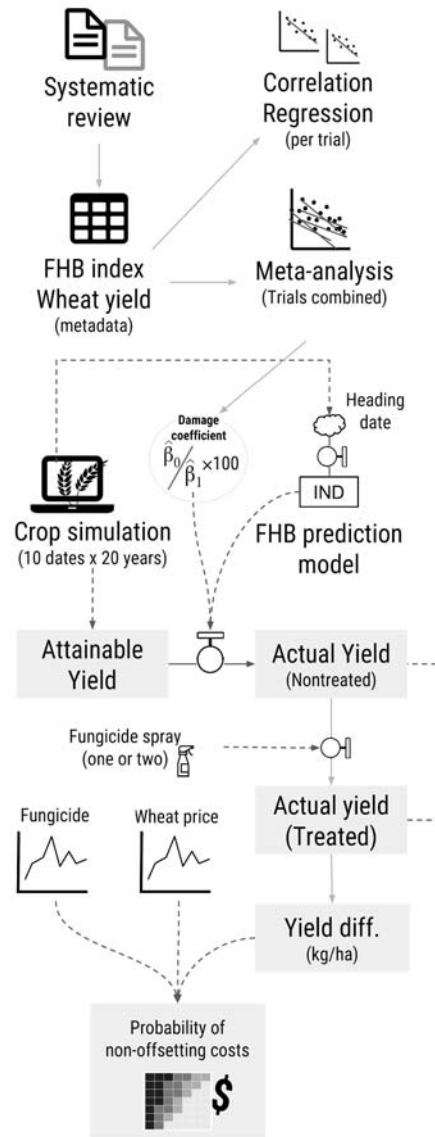 Systematic
review
Correlation
Regression
(per trial)
FHB index
Wheat yield
(metadata)
Meta-analysis
(Trials combined)
Damage
coefficient
β̂0/β̂1×100
Heading
date
IND
Crop simulation
(10 dates x 20 years)
FHB prediction
model
Attainable
Yield
Actual Yield
(Nontreated)
Fungicide spray
(one or two)
Actual yield
(Treated)
Fungicide
Wheat price
Yield diff.
(kg/ha)
Probability of
non-offsetting costs
$